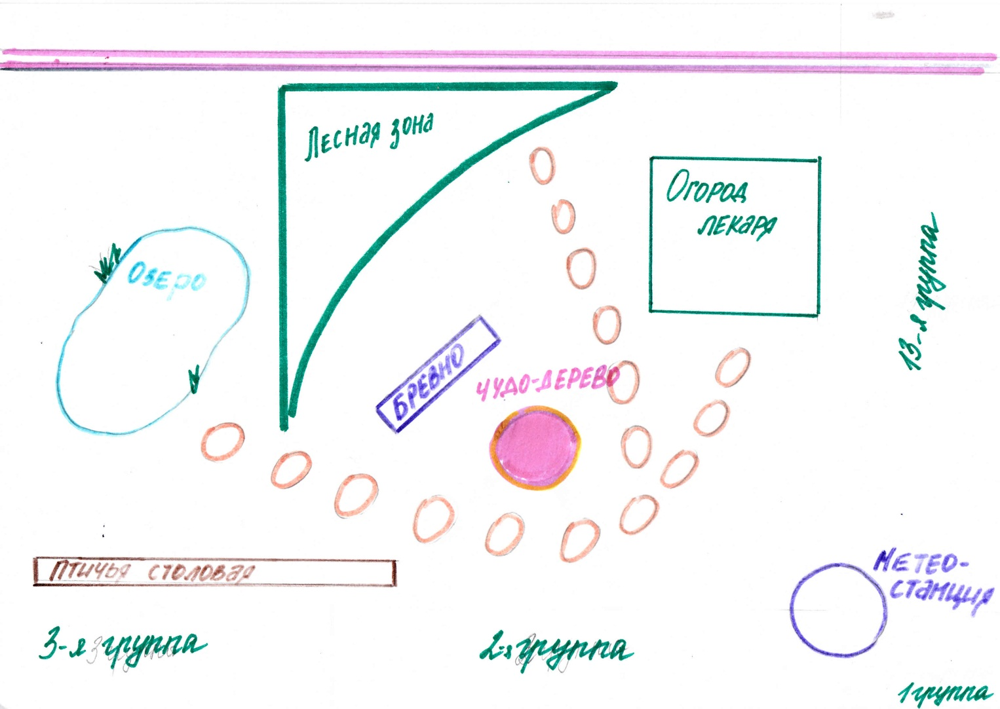 Лесная зона
Огород
лекаря
Озеро
13-я группа
Бревно
Чудо-дерево
Птичья столовая
Метео-
станция
3-я группа
2-я группа
1 группа